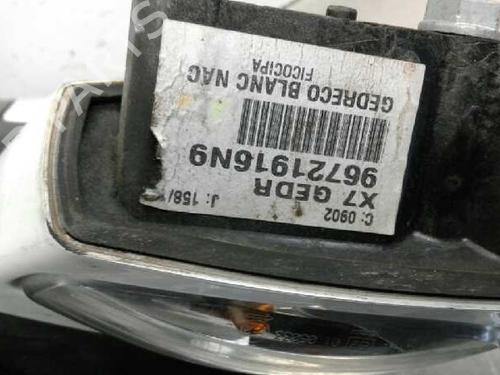 C: 0902
J: 158/
X7 GEDR
96721916N9
GEDRECO BLANC NAC
FICOCIPA